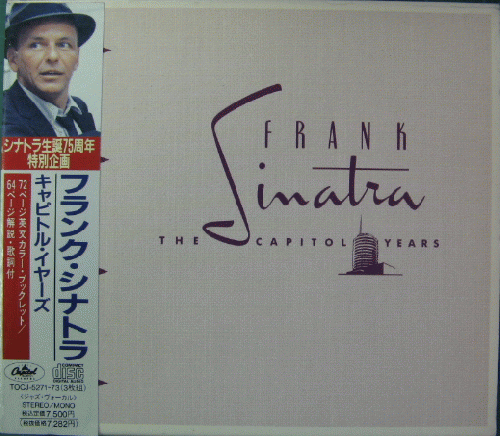 シナトラ生誕75周年
特別企画
フランク・シナトラ
キャピトル・イヤーズ
72ページ英文カラー・ブックレット/
64ページ解説・歌詞付
Capitol
COMPACT
disc
DIGITAL AUDIO
TOCJ-5271-73(3枚組)
〈ジャズ・ヴォーカル〉
STEREO/MONO
税込定価7,500円
(税抜価格7,282円)
FRANK
Sinatra
THE CAPITOL YEARS